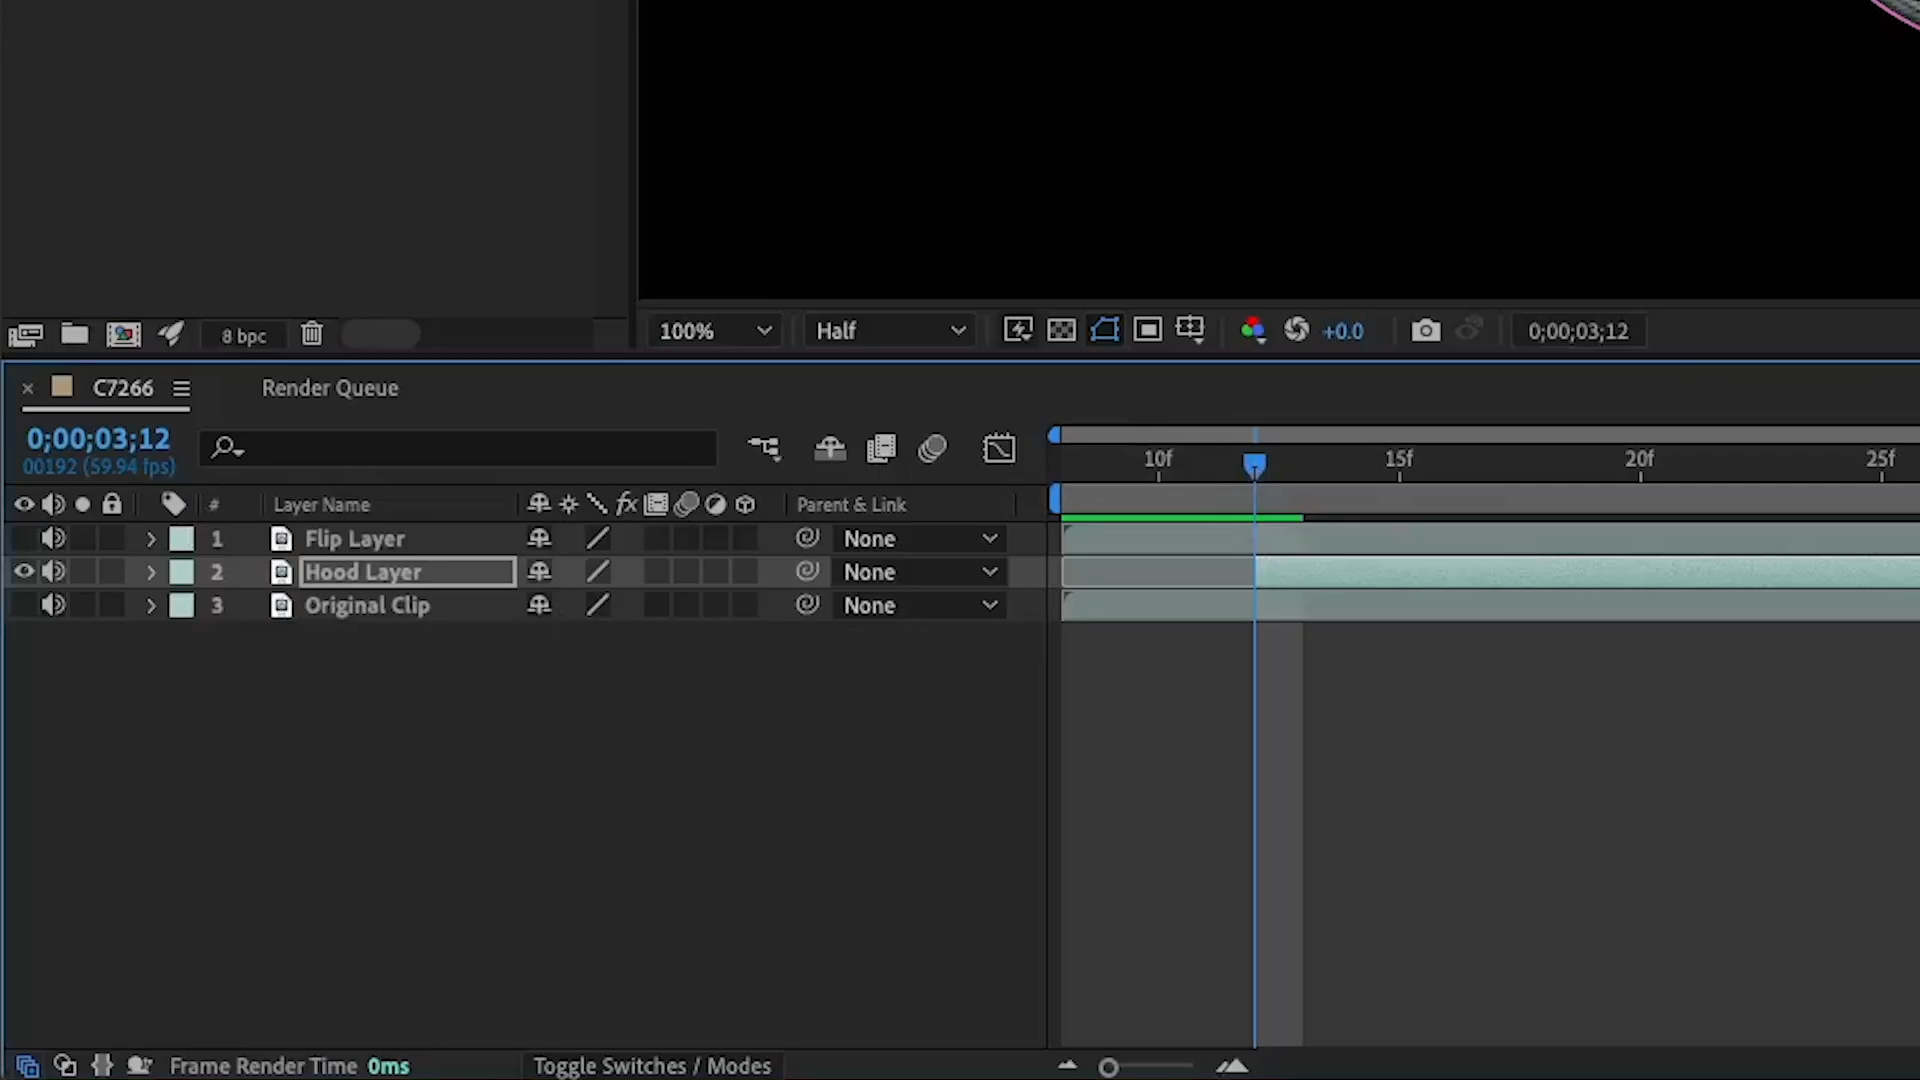 8 bpc
100%
Half
+0.0
0;00;03;12
C7266
Render Queue
0;00;03;12
00192 (59.94 fps)
10f
15f
20f
25f
#
Layer Name
fx
Parent & Link
1
Flip Layer
None
2
Hood Layer
None
3
Original Clip
None
Frame Render Time 0ms
Toggle Switches / Modes